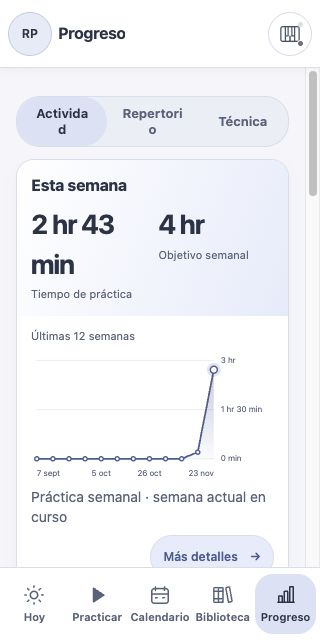 RP Progreso
Activida
d
Repertori
o
Técnica
Esta semana
2 hr 43
min
Tiempo de práctica
4 hr
Objetivo semanal
Últimas 12 semanas
3 hr
1 hr 30 min
0 min
7 sept 5 oct 26 oct 23 nov
Práctica semanal · semana actual en
curso
Más detalles →
Hoy Practicar Calendario Biblioteca Progreso